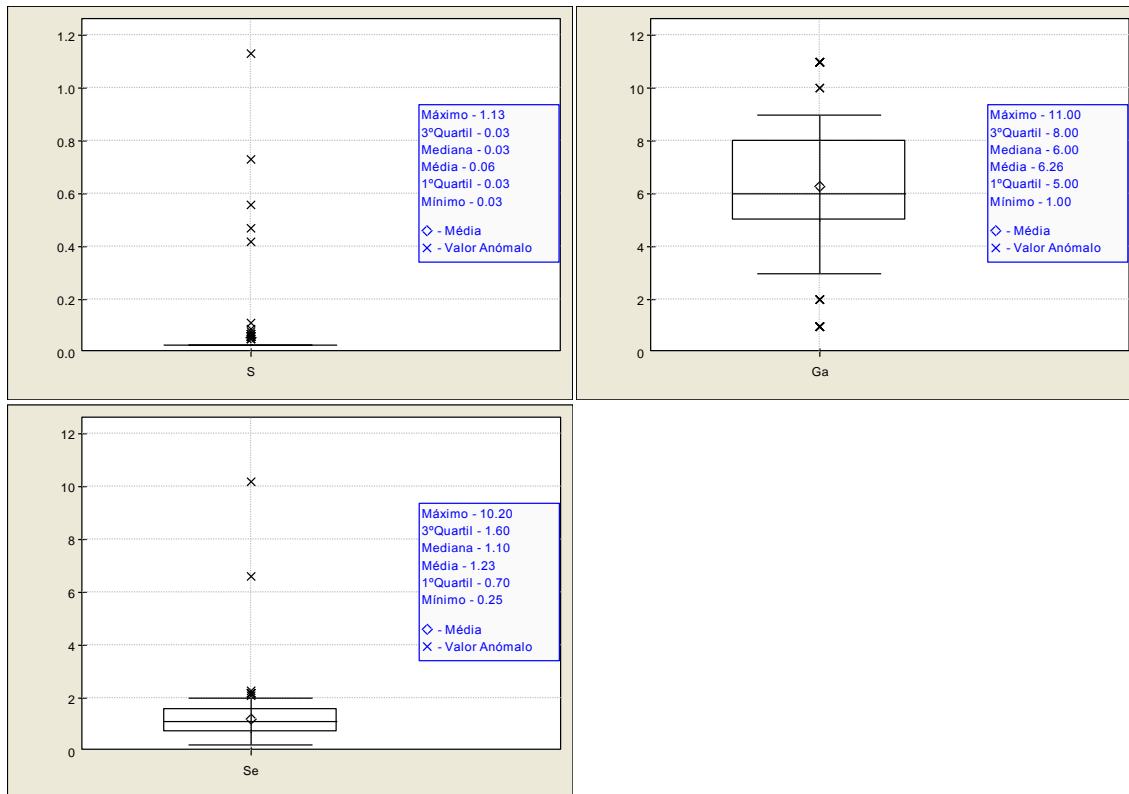 1.2
1.0
0.8
0.6
0.4
0.2
0.0
Máximo - 1.13
3ºQuartil - 0.03
Mediana - 0.03
Média - 0.06
1ºQuartil - 0.03
Mínimo - 0.03
◇ - Média
× - Valor Anómalo
S
12
10
8
6
4
2
0
Máximo - 11.00
3ºQuartil - 8.00
Mediana - 6.00
Média - 6.26
1ºQuartil - 5.00
Mínimo - 1.00
◇ - Média
× - Valor Anómalo
Ga
12
10
8
6
4
2
0
Máximo - 10.20
3ºQuartil - 1.60
Mediana - 1.10
Média - 1.23
1ºQuartil - 0.70
Mínimo - 0.25
◇ - Média
× - Valor Anómalo
Se